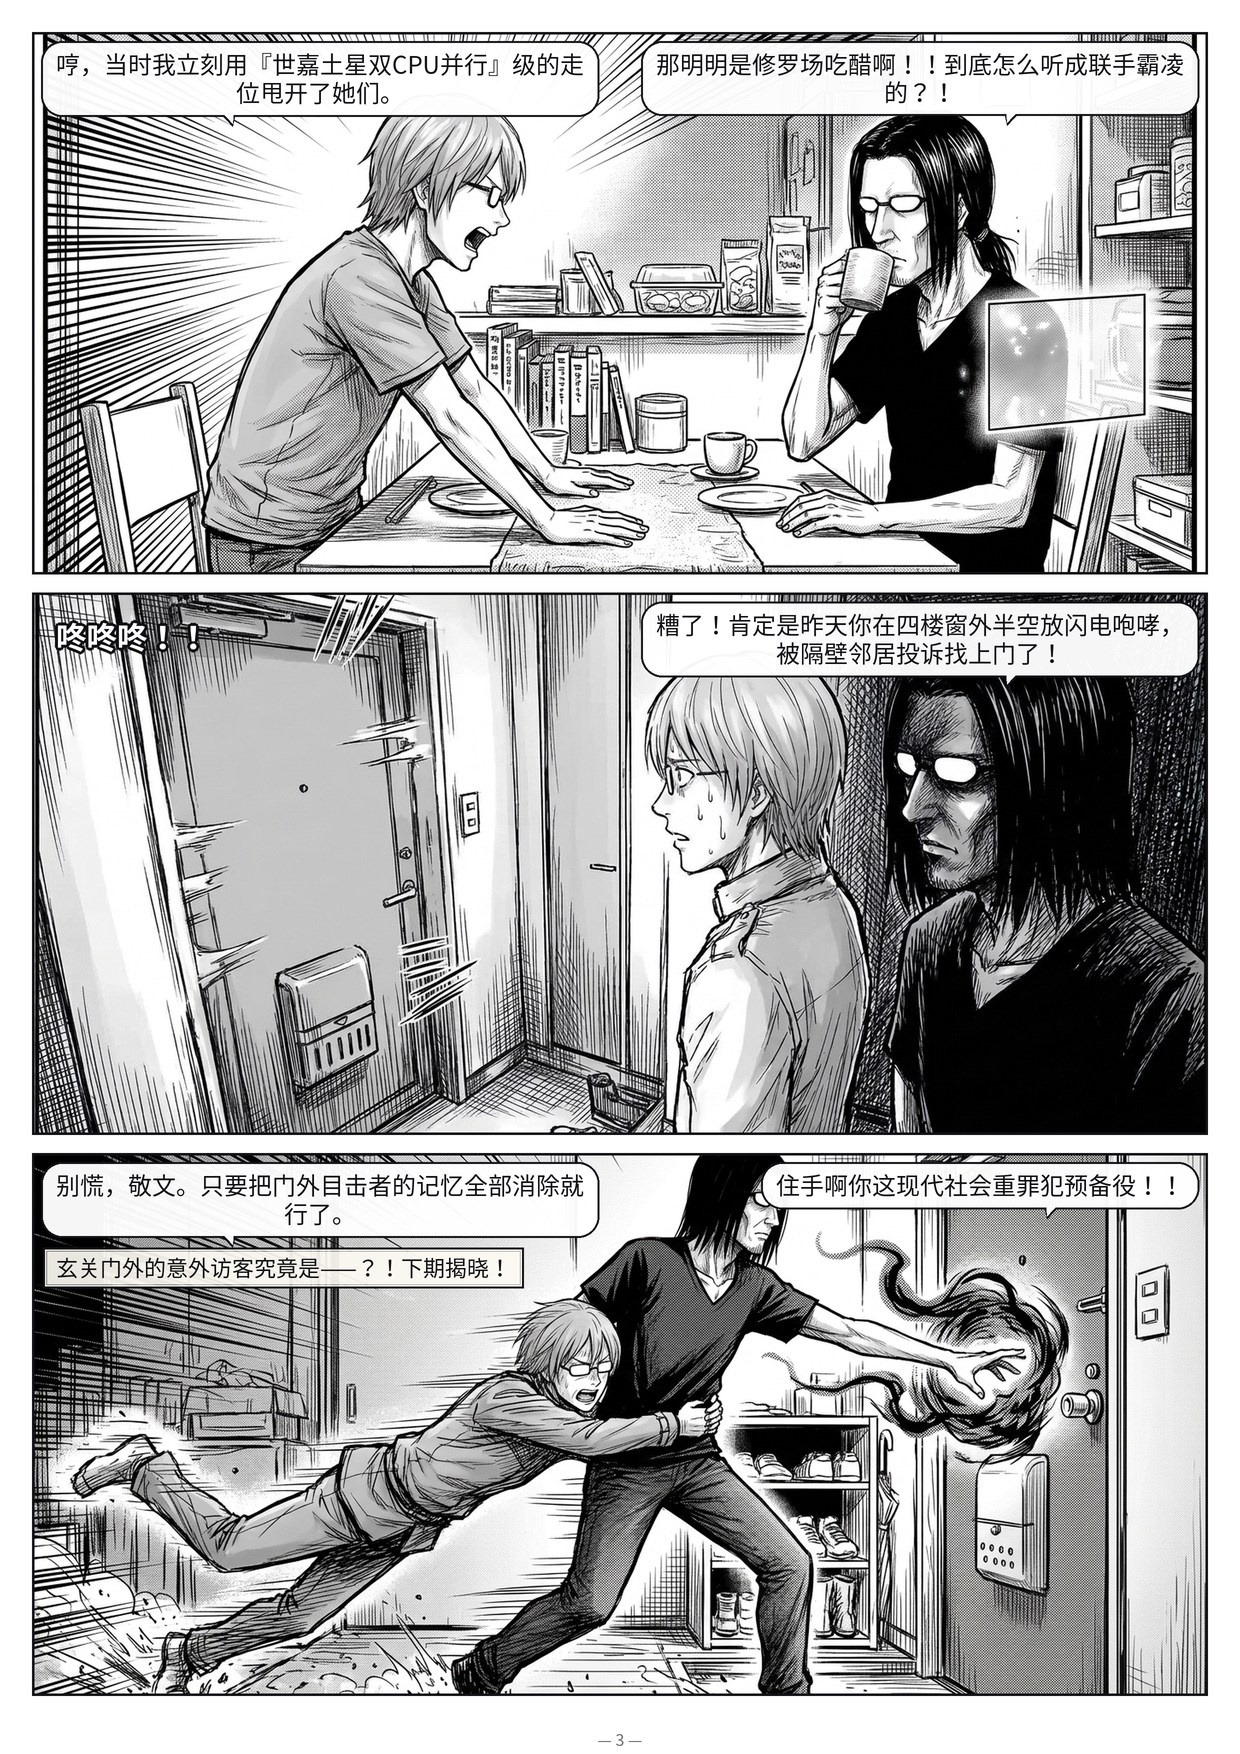 哼，当时我立刻用『世嘉土星双CPU并行』级的走
位甩开了她们。
那明明是修罗场吃醋啊！！到底怎么听成联手霸凌
的？！
咚咚咚！！
糟了！肯定是昨天你在四楼窗外半空放闪电咆哮，
被隔壁邻居投诉找上门了！
别慌，敬文。只要把门外目击者的记忆全部消除就
行了。
住手啊你这现代社会重罪犯预备役！！
玄关门外的意外访客究竟是——？！下期揭晓！
— 3 —